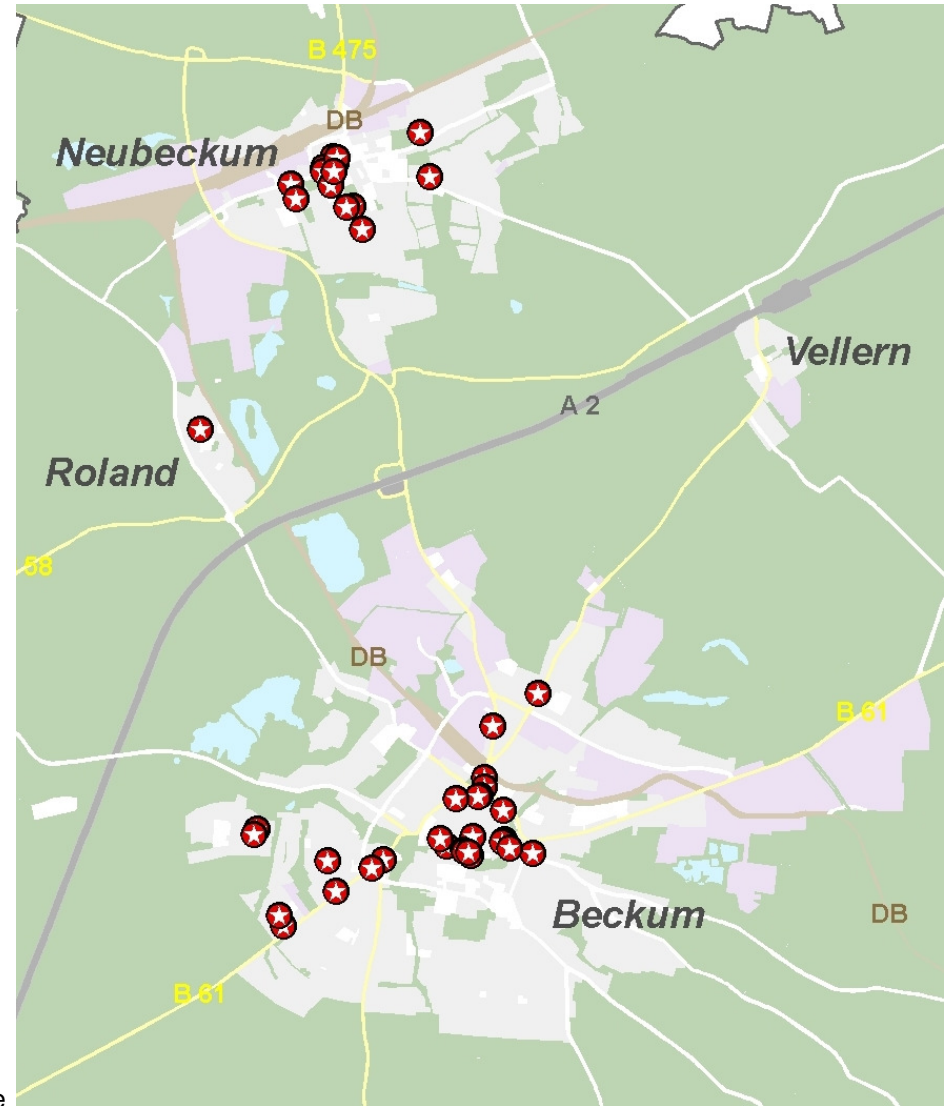 B 475
DB
Neubeckum
Vellern
A 2
Roland
58
DB
B 61
Beckum
DB
B 61
e